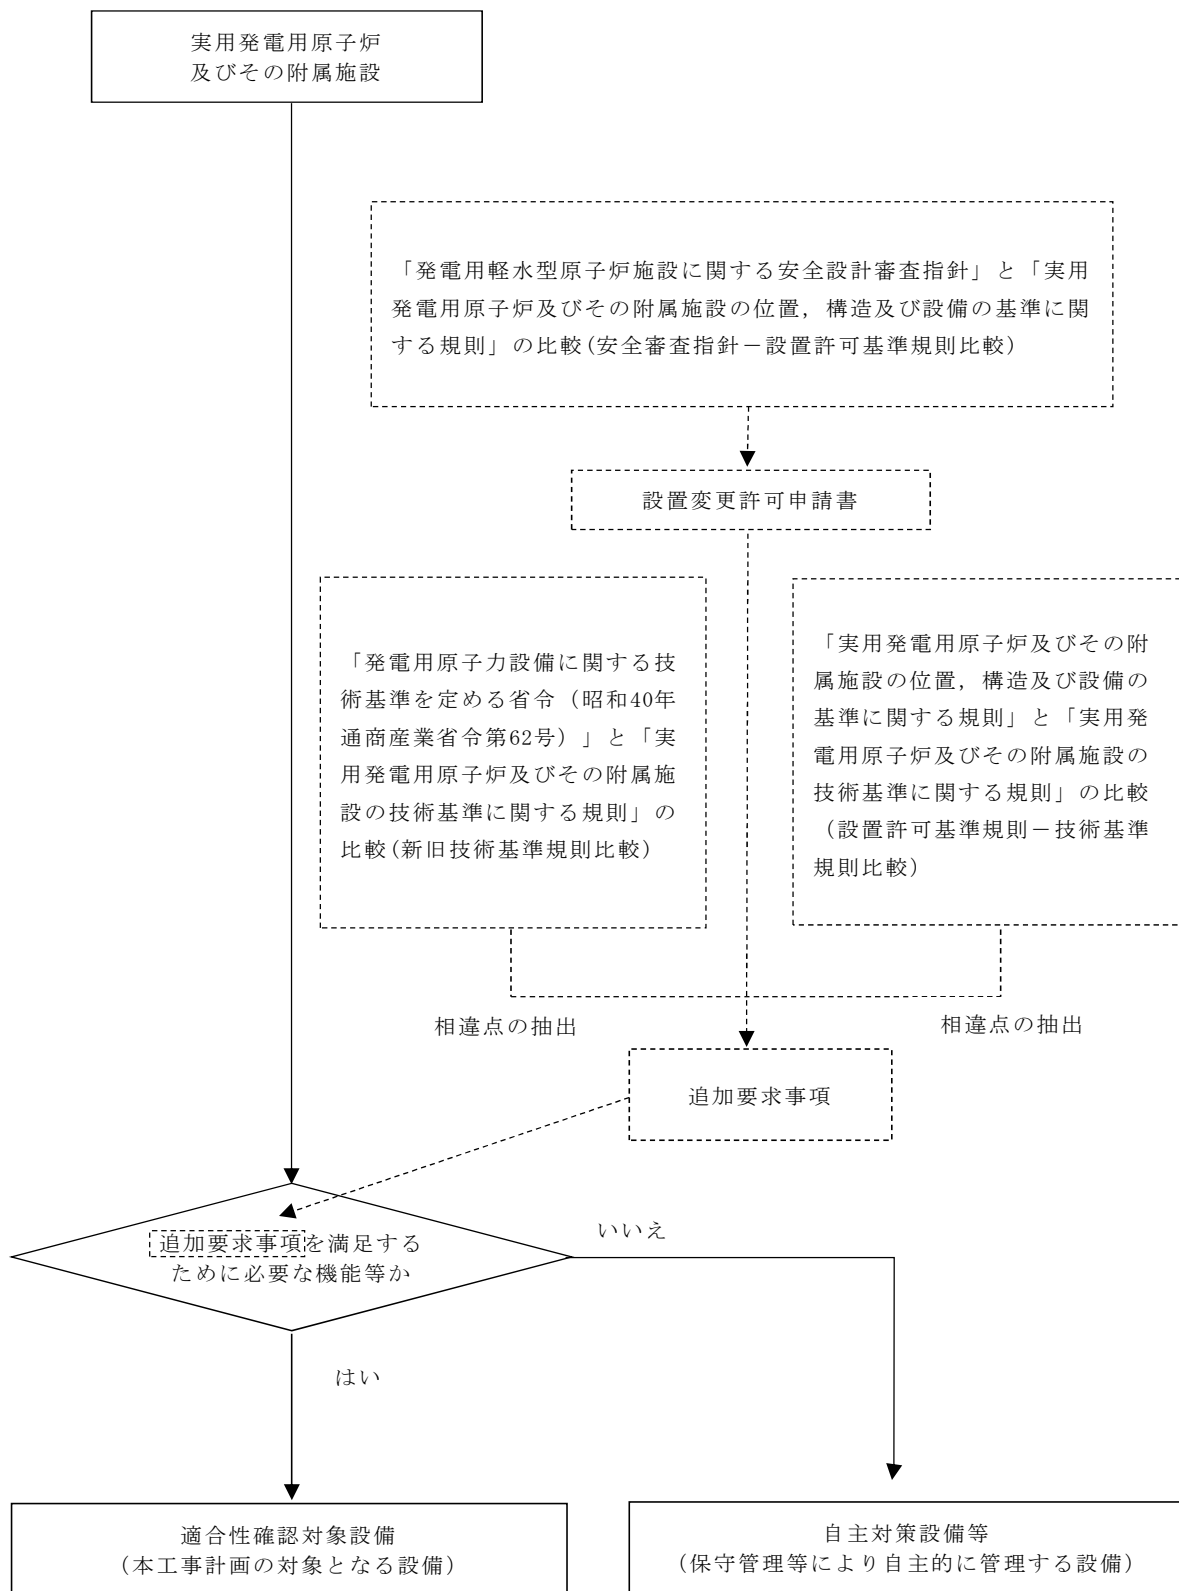 実用発電用原子炉
及びその附属施設
「発電用軽水型原子炉施設に関する安全設計審査指針」と「実用
発電用原子炉及びその附属施設の位置，構造及び設備の基準に関
する規則」の比較(安全審査指針－設置許可基準規則比較)
設置変更許可申請書
「発電用原子力設備に関する技
術基準を定める省令（昭和40年
通商産業省令第62号）」と「実
用発電用原子炉及びその附属施
設の技術基準に関する規則」の
比較(新旧技術基準規則比較)
「実用発電用原子炉及びその附
属施設の位置，構造及び設備の
基準に関する規則」と「実用発
電用原子炉及びその附属施設の
技術基準に関する規則」の比較
（設置許可基準規則－技術基準
規則比較）
相違点の抽出
相違点の抽出
追加要求事項
追加要求事項を満足する
ために必要な機能等か
いいえ
はい
適合性確認対象設備
（本工事計画の対象となる設備）
自主対策設備等
（保守管理等により自主的に管理する設備）